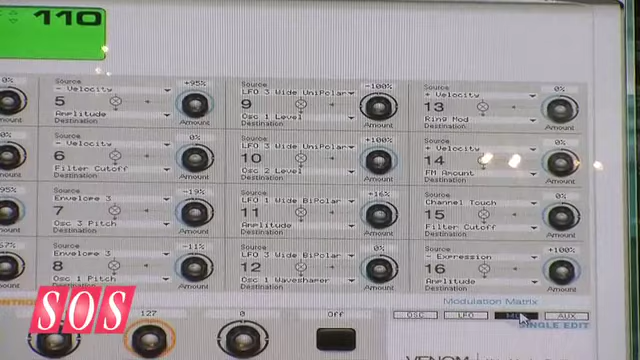 110
0% Source +95% Source -100% Source 0%
- Velocity LFO 3 Wide UniPolar + Velocity
5 9 13
Amplitude Osc 1 Level Ring Mod
Destination Amount Destination Amount Destination Amount
0% Source 0% Source +100% Source 0%
- Velocity LFO 3 Wide UniPolar + Velocity
6 10 14
Filter Cutoff Osc 2 Level FM Amount
Destination Amount Destination Amount Destination Amount
95% Source -19% Source +16% Source 0%
Envelope 3 LFO 1 Wide BiPolar Channel Touch
7 11 15
Osc 3 Pitch Amplitude Filter Cutoff
Destination Amount Destination Amount Destination Amount
67% Source -11% Source 0% Source +100%
Envelope 3 LFO 1 Wide BiPolar - Expression
8 12 16
Osc 1 Pitch Osc 1 Waveshaper Amplitude
Destination Amount Destination Amount Destination Amount
Modulation Matrix
127 0 Off OSC LFO AUX
SINGLE EDIT
SOS
VENOM